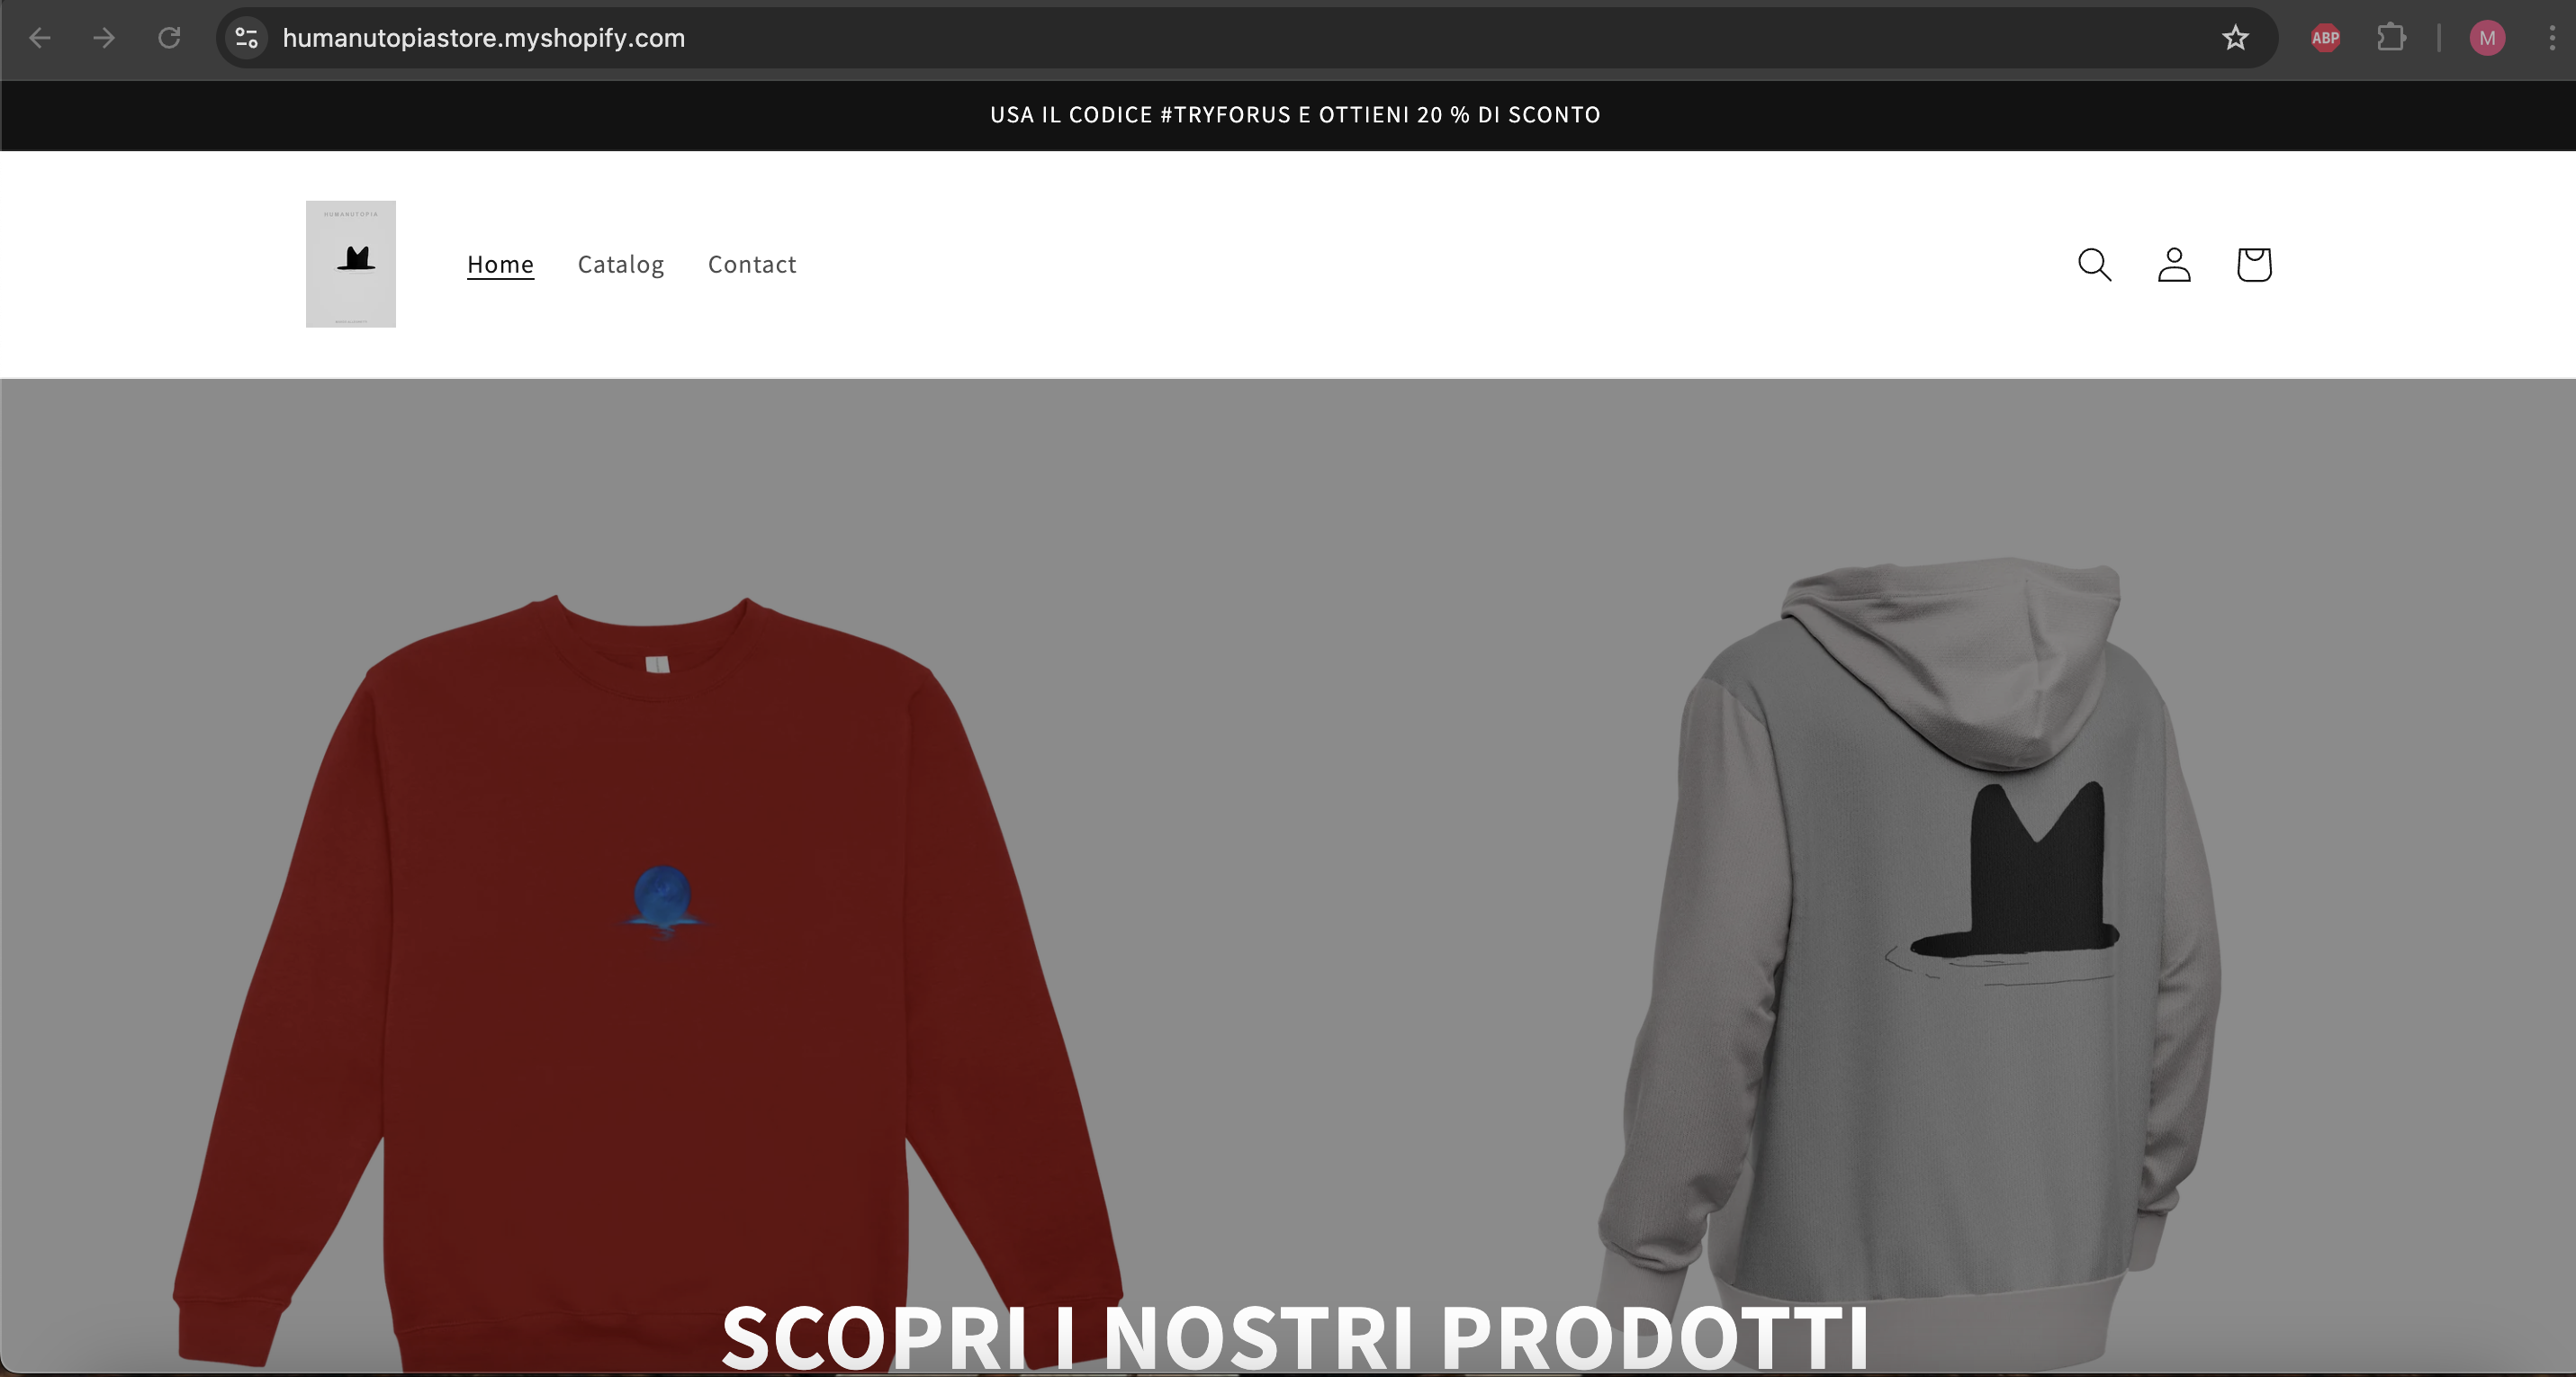 humanutopiastore.myshopify.com
ABP
M
USA IL CODICE #TRYFORUS E OTTIENI 20 % DI SCONTO
HUMANUTOPIA
Home
Catalog
Contact
SCOPRI I NOSTRI PRODOTTI